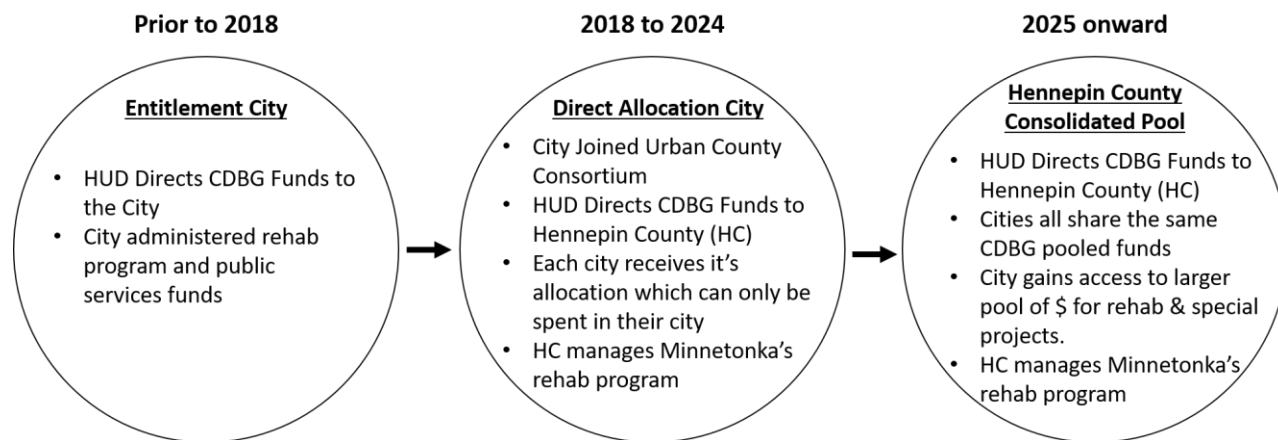 Prior to 2018
Entitlement City
• HUD Directs CDBG Funds to
the City
• City administered rehab
program and public
services funds
2018 to 2024
Direct Allocation City
• City Joined Urban County
Consortium
• HUD Directs CDBG Funds to
Hennepin County (HC)
• Each city receives it’s
allocation which can only be
spent in their city
• HC manages Minnetonka’s
rehab program
2025 onward
Hennepin County
Consolidated Pool
• HUD Directs CDBG Funds to
Hennepin County (HC)
• Cities all share the same
CDBG pooled funds
• City gains access to larger
pool of $ for rehab & special
projects.
• HC manages Minnetonka’s
rehab program